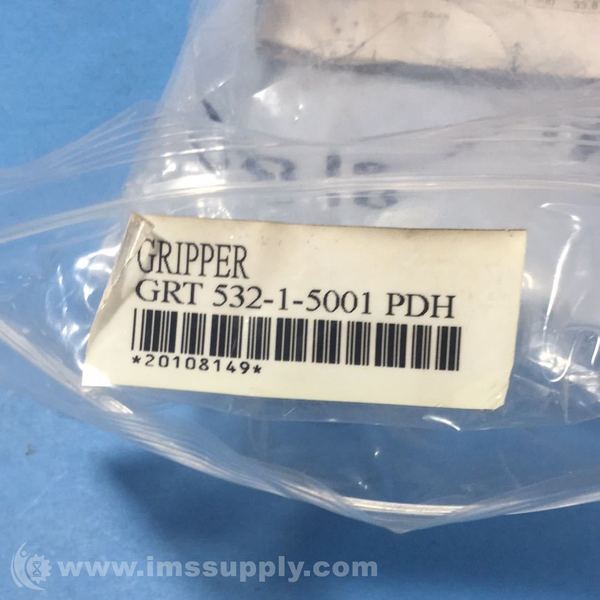 GRIPPER
GRT 532-1-5001 PDH
*20108149*
www.imssupply.com